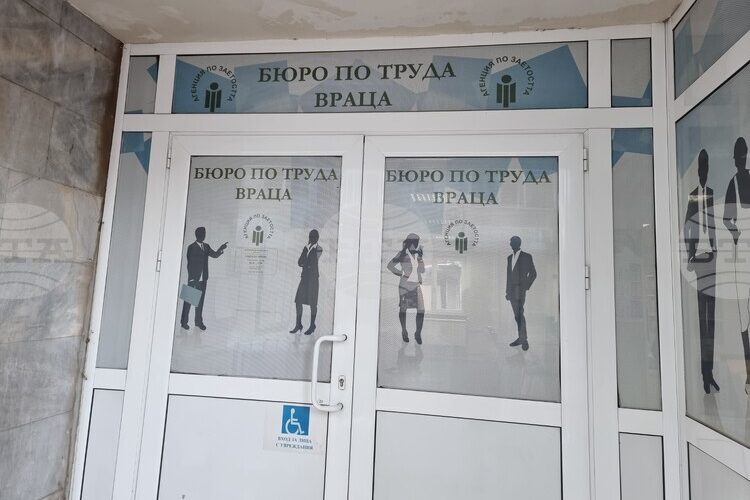 БЮРО ПО ТРУДА
ВРАЦА
АГЕНЦИЯ ПО ЗАЕТОСТТА
АГЕНЦИЯ ПО ЗАЕТОСТТА
БЮРО ПО ТРУДА
ВРАЦА
АГЕНЦИЯ ПО ЗАЕТОСТТА
БЮРО ПО ТРУДА
ВРАЦА
АГЕНЦИЯ ПО ЗАЕТОСТТА
ВХОД ЗА ЛИЦА
С УВРЕЖДАНИЯ